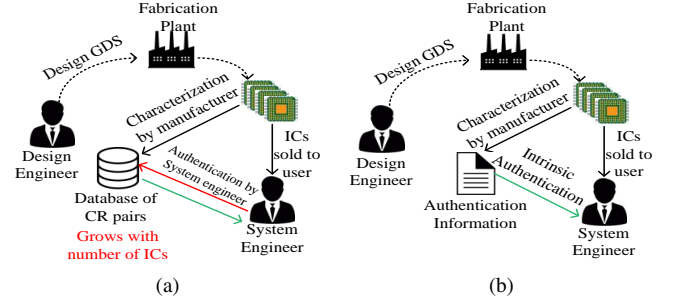 Fabrication
Plant
Design GDS
Characterization
by manufacturer
ICs
sold to
user
Design
Engineer
Authentication by
System engineer
Database of
CR pairs
Grows with
number of ICs
System
Engineer
(a)
Fabrication
Plant
Design GDS
Characterization
by manufacturer
ICs
sold to
user
Design
Engineer
Intrinsic
Authentication
Authentication
Information
System
Engineer
(b)